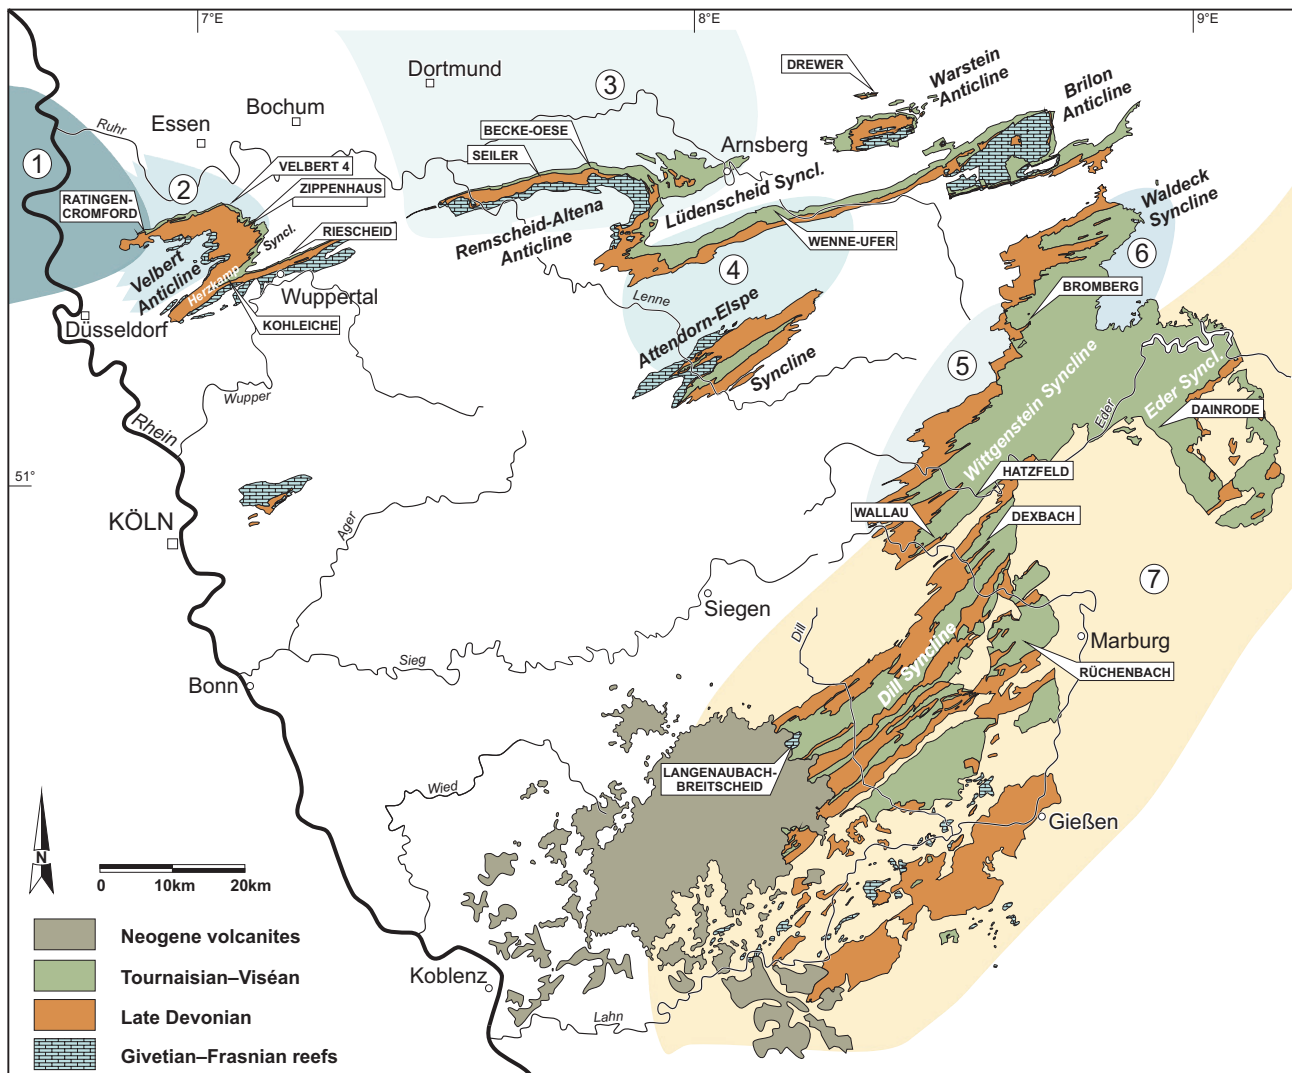 7°E
8°E
9°E
Dortmund
3
DREWER
Warstein
Anticline
Brilon
Anticline
Bochum
Essen
Ruhr
1
2
VELBERT 4
BECKE-OESE
SEILER
Arnsberg
ZIPPENHAUS
RATINGEN-
CROMFORD
Syncl.
RIESCHEID
Remscheid-Altena
Anticline
Lüdenscheid Syncl.
WENNE-UFER
Waldeck
Syncline
6
Velbert
Anticline
Herzkamp
Wuppertal
KOHLEICHE
Düsseldorf
4
Lenne
Attendorn-Elspe
Syncline
BROMBERG
5
Wittgenstein Syncline
Eder Syncl.
Eder
DAINRODE
Wupper
Rhein
51°
KÖLN
Ager
HATZFELD
WALLAU
DEXBACH
7
Siegen
Dill
Dill Syncline
Marburg
RÜCHENBACH
Sieg
Bonn
LANGENAUBACH-
BREITSCHEID
Wied
Gießen
N
0
10km
20km
Koblenz
Lahn
Neogene volcanites
Tournaisian–Viséan
Late Devonian
Givetian–Frasnian reefs